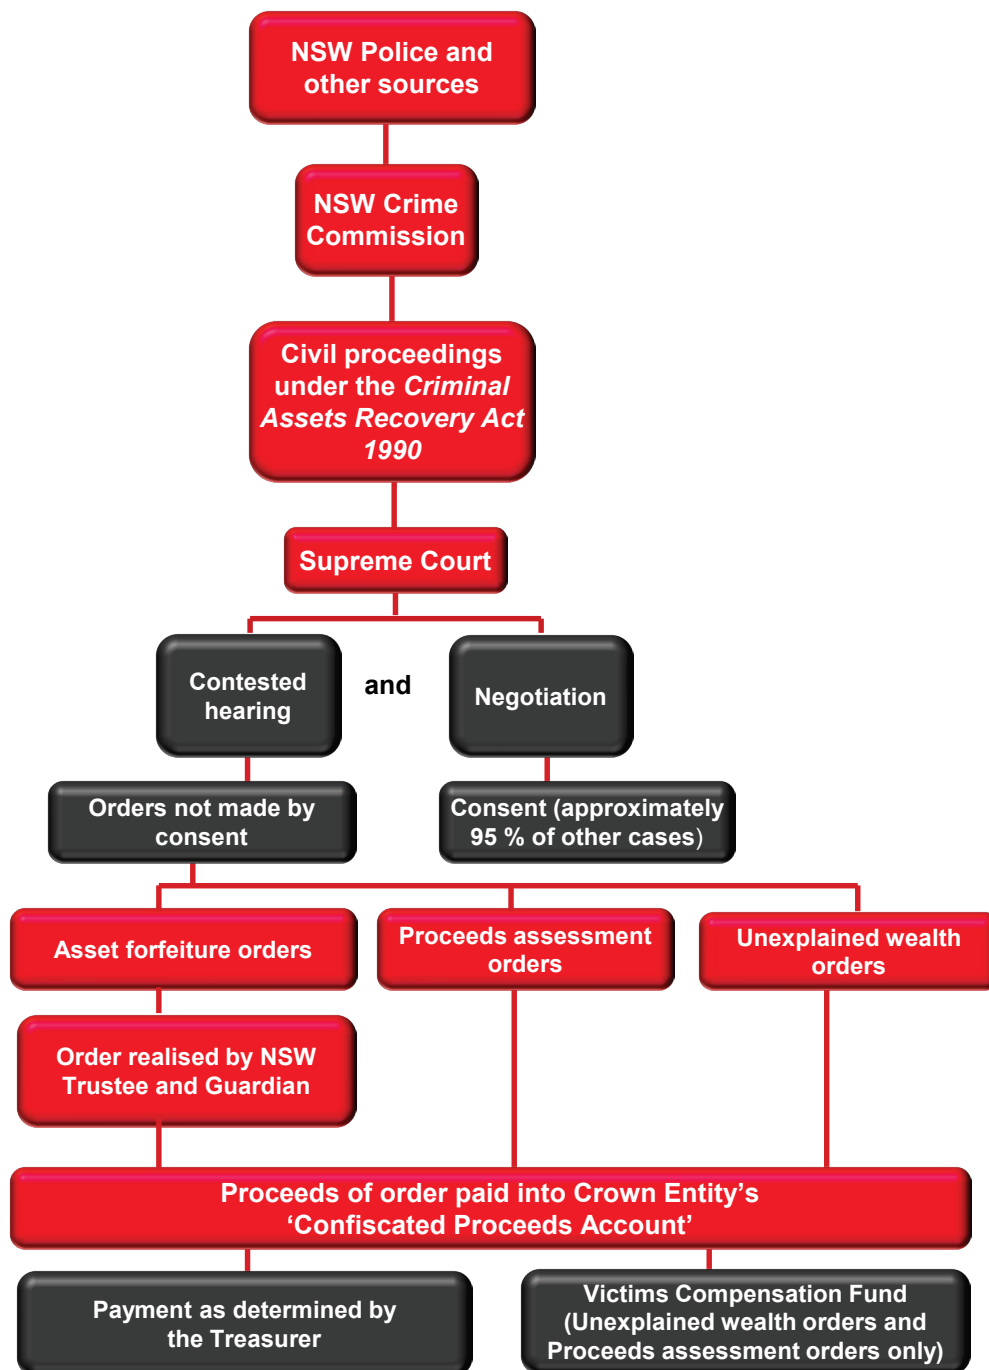 NSW Police and
other sources
NSW Crime
Commission
Civil proceedings
under the Criminal
Assets Recovery Act
1990
Supreme Court
Contested
hearing
and
Negotiation
Orders not made by
consent
Consent (approximately
95 % of other cases)
Asset forfeiture orders
Proceeds assessment
orders
Unexplained wealth
orders
Order realised by NSW
Trustee and Guardian
Proceeds of order paid into Crown Entity’s
‘Confiscated Proceeds Account’
Payment as determined by
the Treasurer
Victims Compensation Fund
(Unexplained wealth orders and
Proceeds assessment orders only)